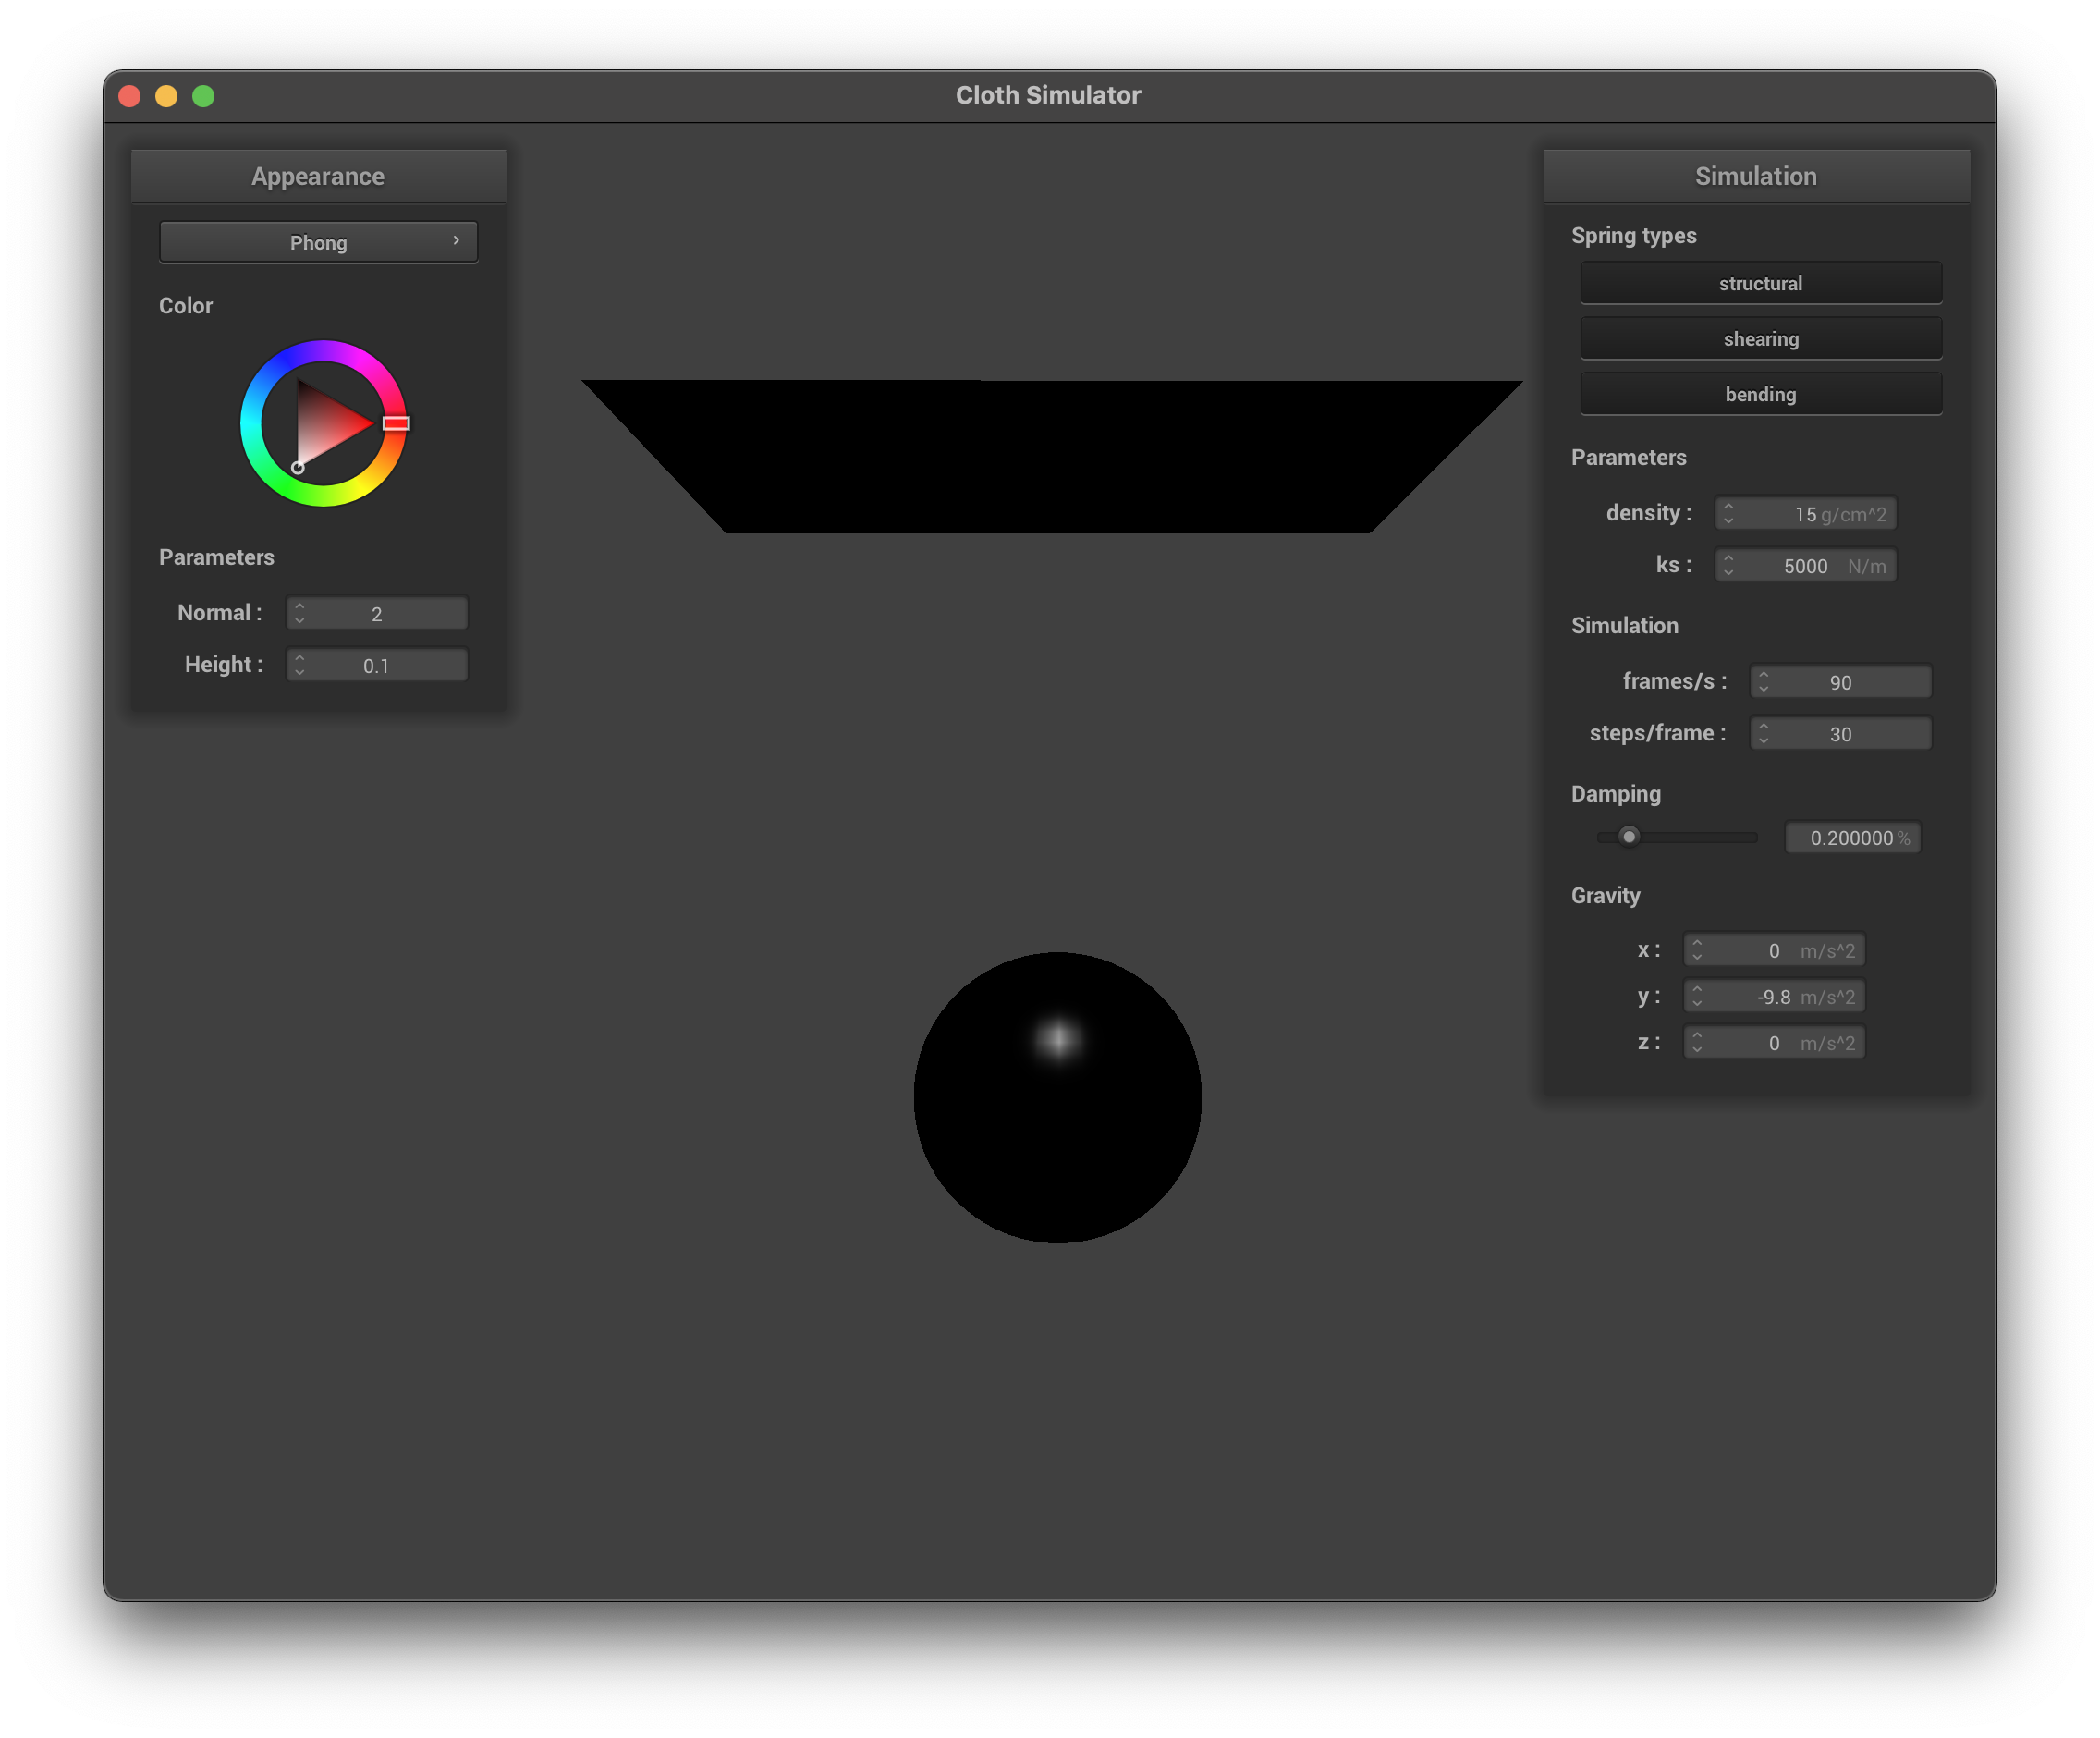 Cloth Simulator
Appearance
Phong
Color
Parameters
Normal : 2
Height : 0.1
Simulation
Spring types
structural
shearing
bending
Parameters
density : 15 g/cm^2
ks : 5000 N/m
Simulation
frames/s : 90
steps/frame : 30
Damping
0.200000 %
Gravity
x : 0 m/s^2
y : -9.8 m/s^2
z : 0 m/s^2